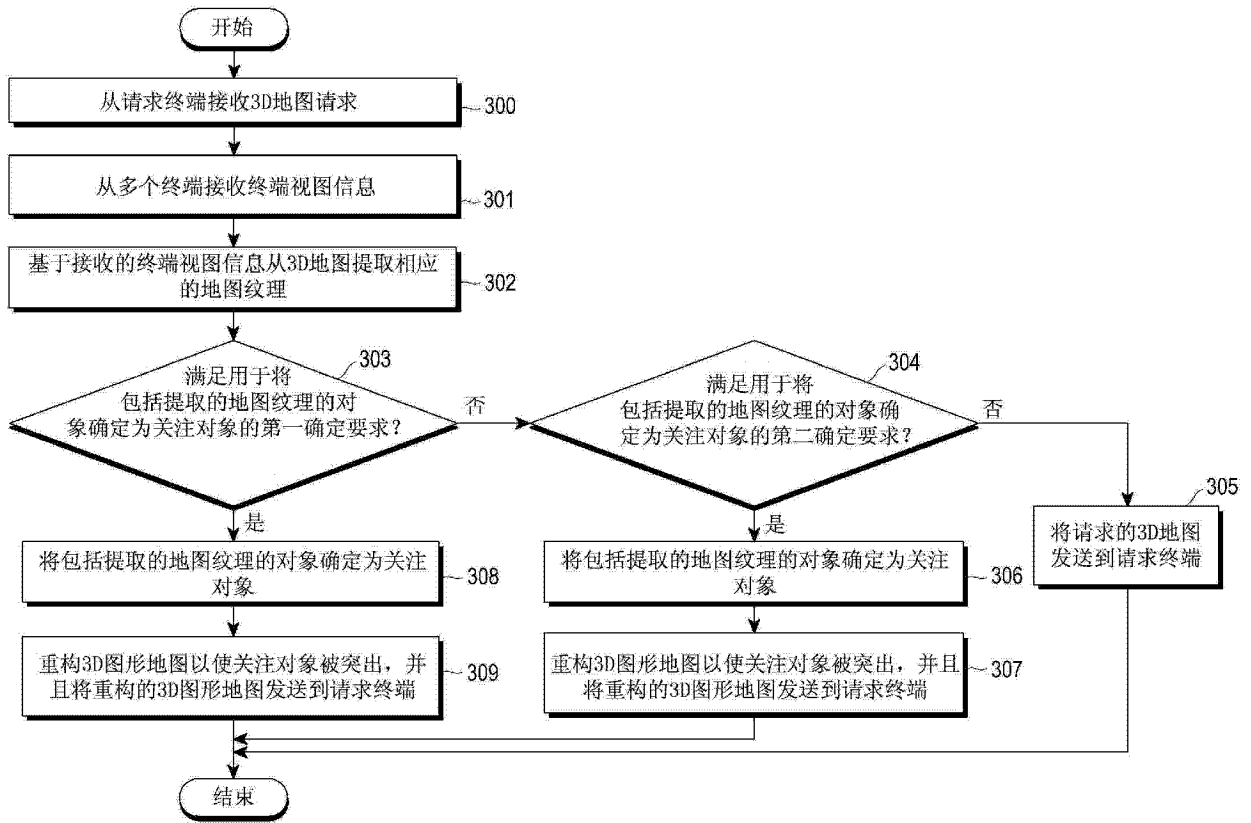 开始
从请求终端接收3D地图请求
300
从多个终端接收终端视图信息
301
基于接收的终端视图信息从3D地图提取相应
的地图纹理
302
303
满足用于将
包括提取的地图纹理的对
象确定为关注对象的第一确定要求?
否
304
满足用于将
包括提取的地图纹理的对象确
定为关注对象的第二确定要求?
否
305
将请求的3D地图
发送到请求终端
是
将包括提取的地图纹理的对象确定为关注
对象
308
是
将包括提取的地图纹理的对象确定为关注
对象
306
重构3D图形地图以使关注对象被突出，并
且将重构的3D图形地图发送到请求终端
309
重构3D图形地图以使关注对象被突出，并且
将重构的3D图形地图发送到请求终端
307
结束